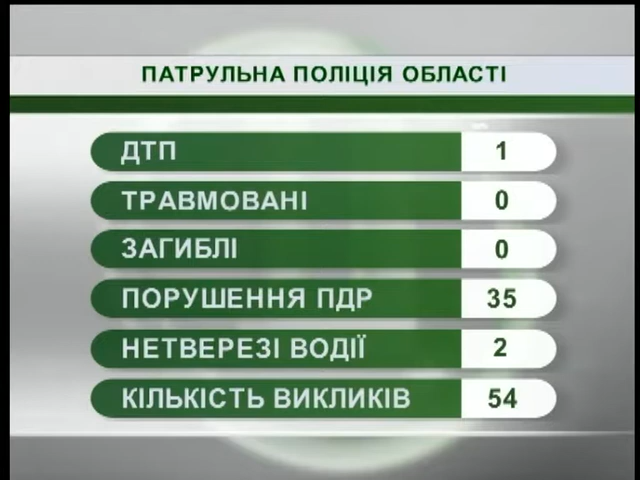 ПАТРУЛЬНА ПОЛІЦІЯ ОБЛАСТІ
ДТП 1
ТРАВМОВАНІ 0
ЗАГИБЛІ 0
ПОРУШЕННЯ ПДР 35
НЕТВЕРЕЗІ ВОДІЇ 2
КІЛЬКІСТЬ ВИКЛИКІВ 54